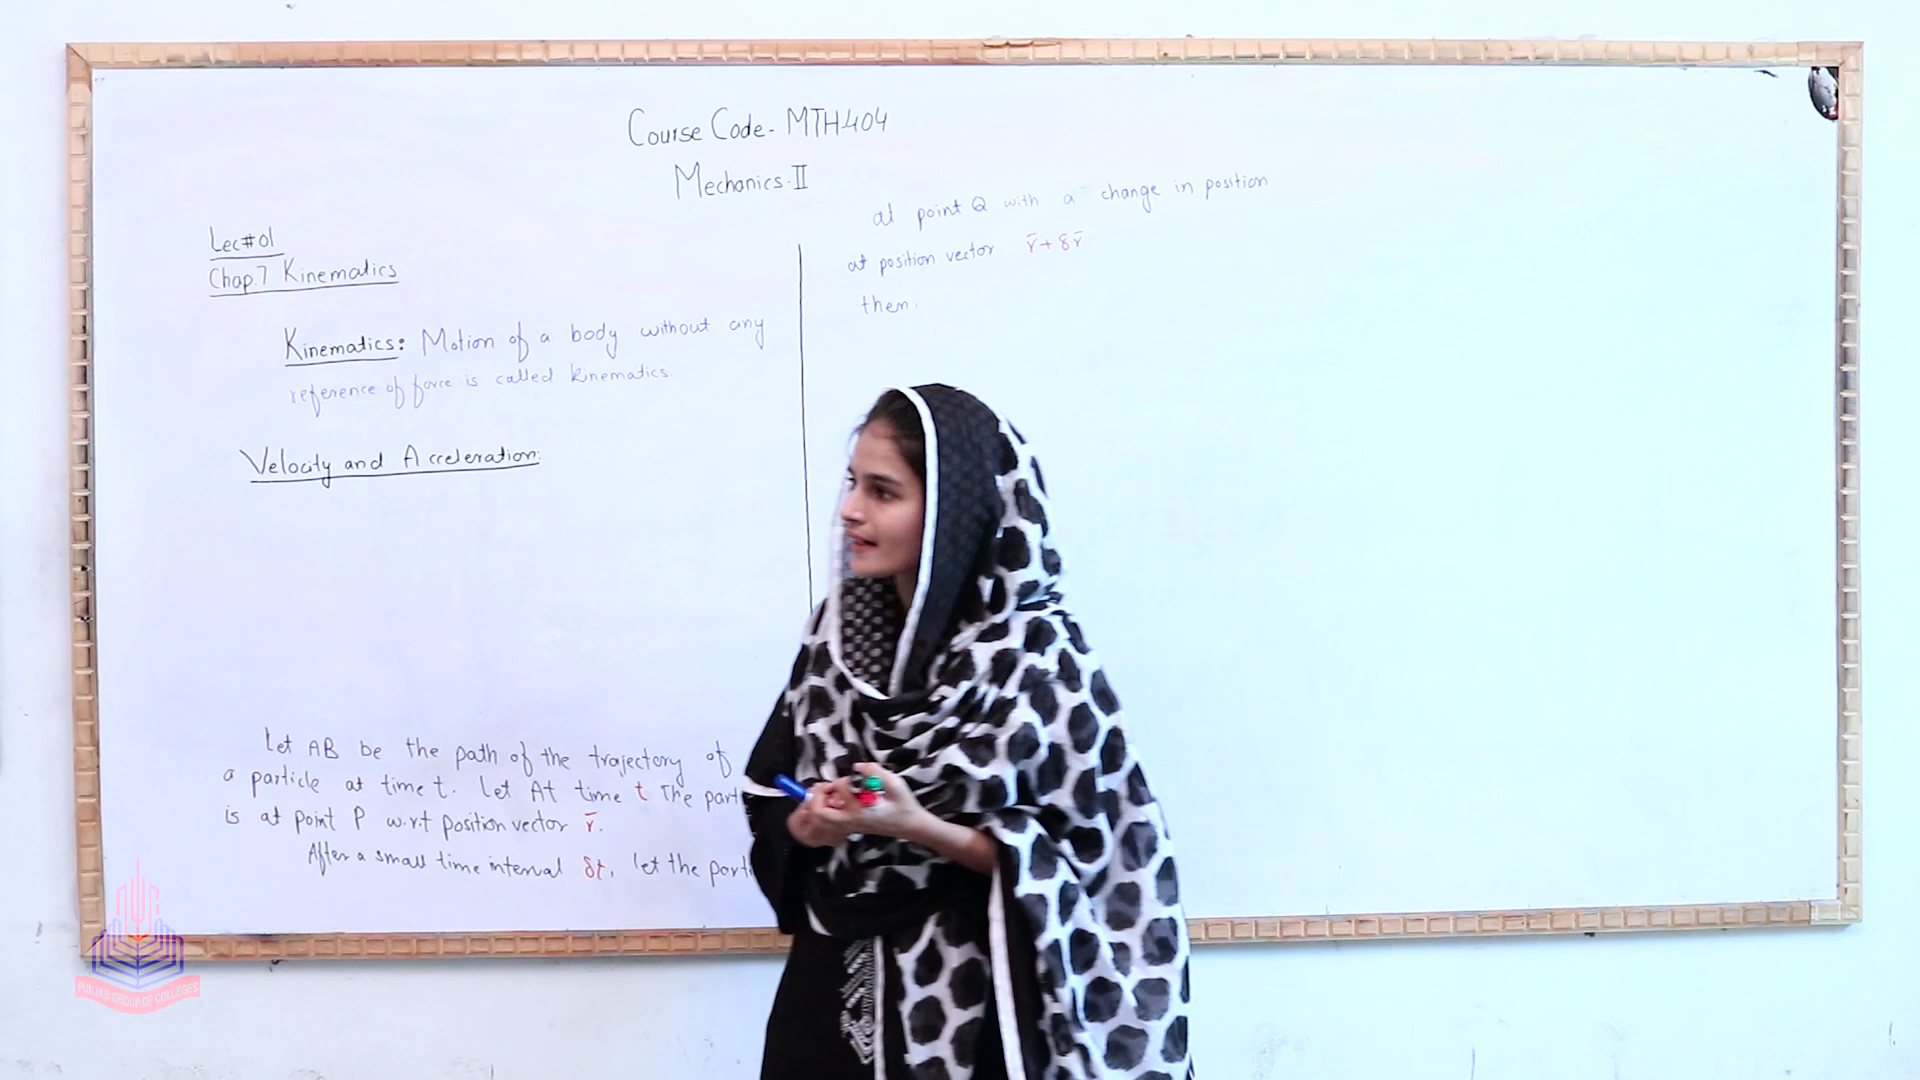 Course Code- MTH404
Mechanics-II
Lec#01
Chap.7 Kinematics
Kinematics: Motion of a body without any
reference of force is called kinematics.
Velocity and Acceleration:
Let AB be the path of the trajectory of
a particle at time t. Let At time t The part
is at point P w.r.t position vector r̄.
After a small time interval δt, let the parti
at point Q with a change in position
at position vector r̄+δr̄
then.
PUNJAB GROUP OF COLLEGES